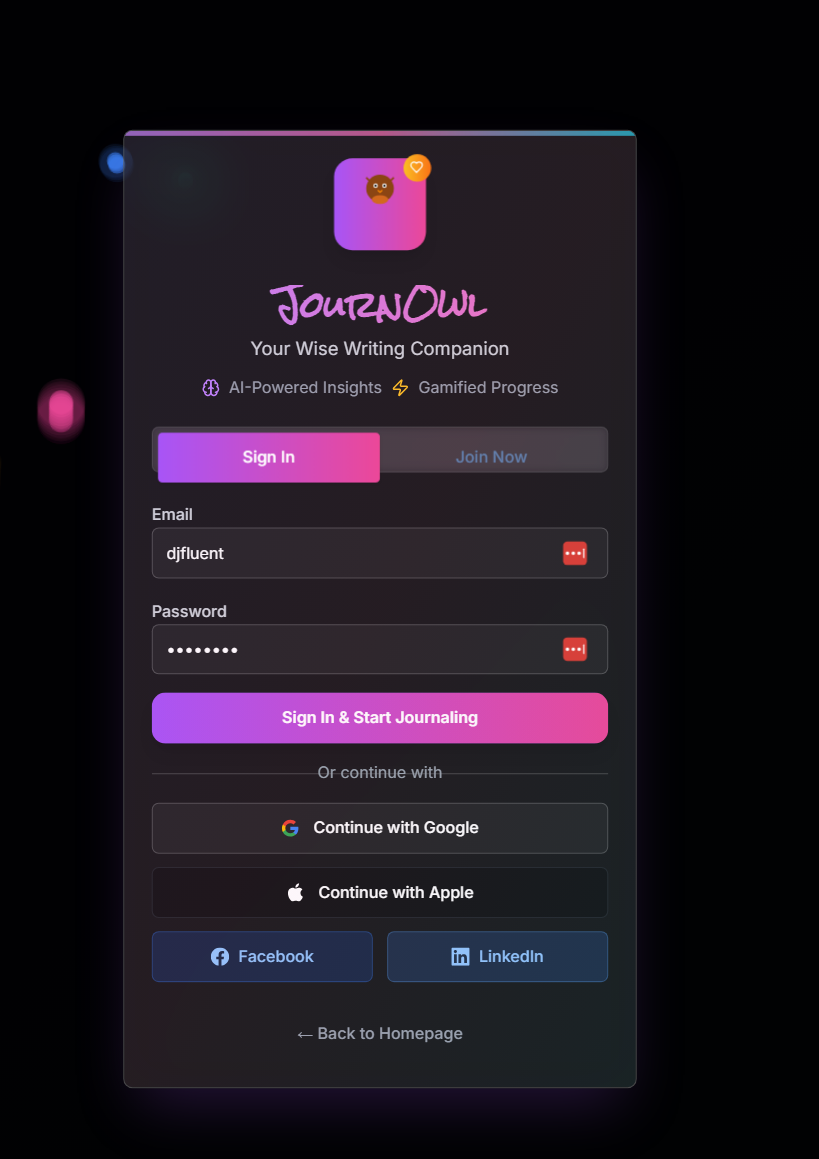 JournOwl
Your Wise Writing Companion
AI-Powered Insights Gamified Progress
Sign In Join Now
Email
djfluent
Password
••••••••
Sign In & Start Journaling
Or continue with
Continue with Google
Continue with Apple
Facebook LinkedIn
← Back to Homepage